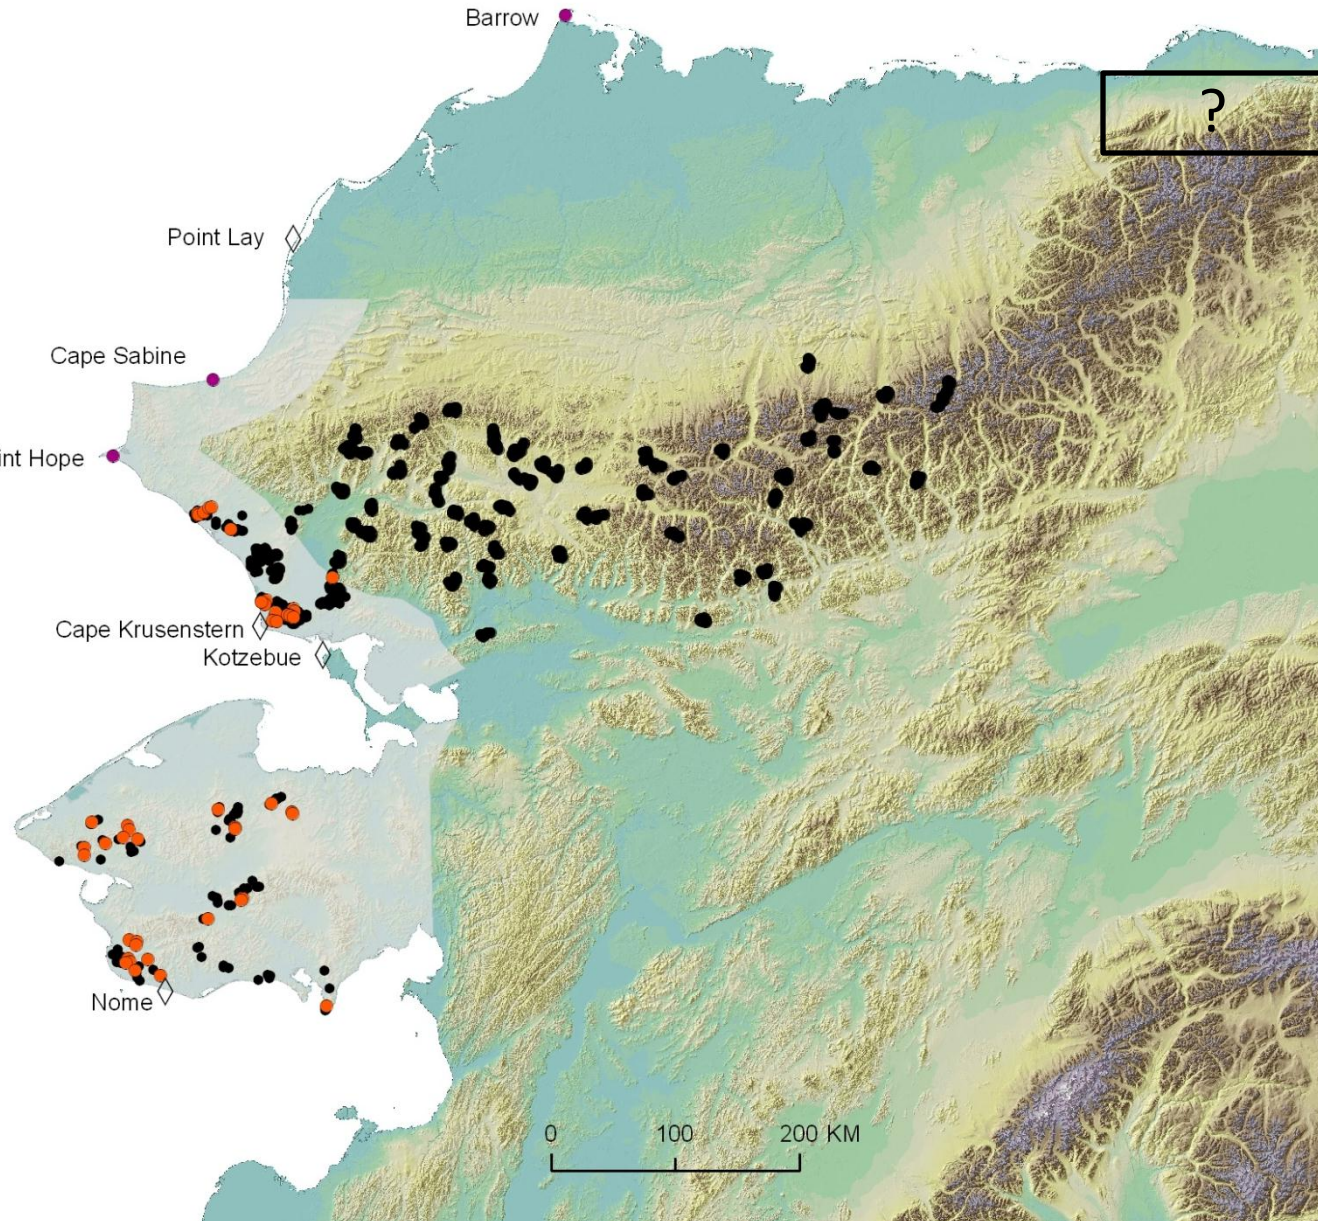 Barrow
?
Point Lay
Cape Sabine
int Hope
Cape Krusenstern
Kotzebue
Nome
0 100 200 KM